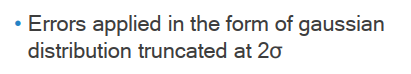 • Errors applied in the form of gaussian
distribution truncated at 2σ